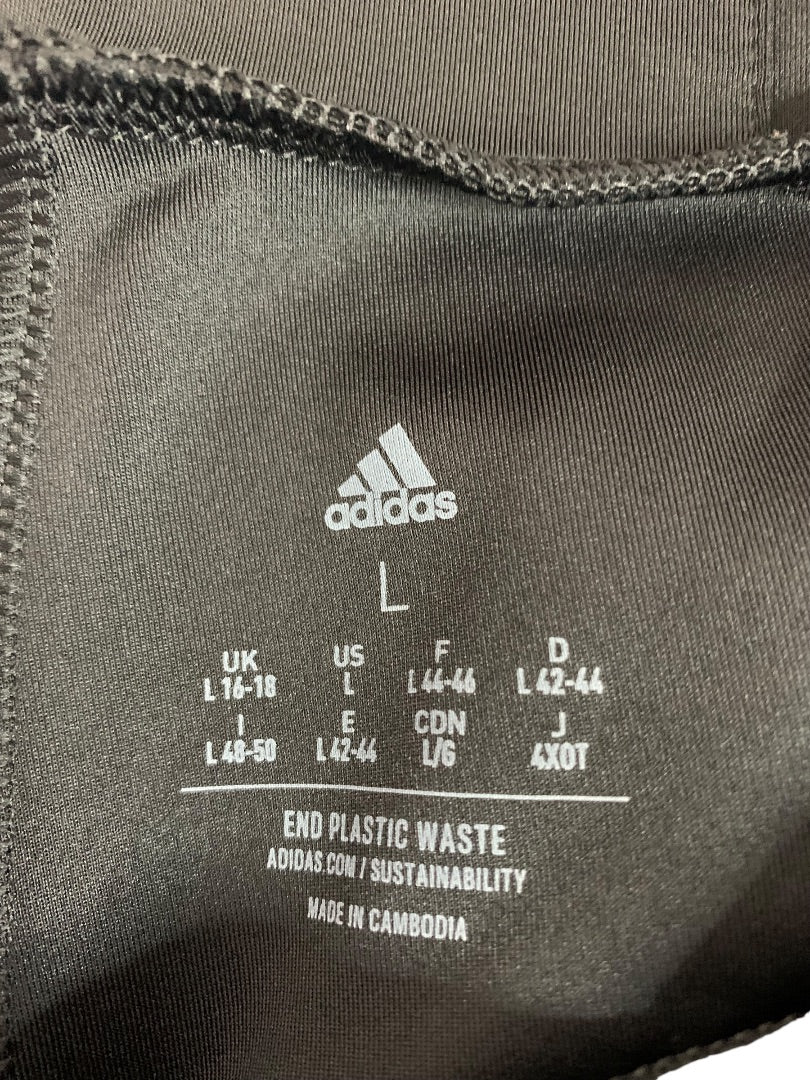 adidas
L
UK US F D
L 16-18 L L 44-46 L 42-44
I E CDN J
L 48-50 L 42-44 L/G 4XOT
END PLASTIC WASTE
ADIDAS.COM / SUSTAINABILITY
MADE IN CAMBODIA